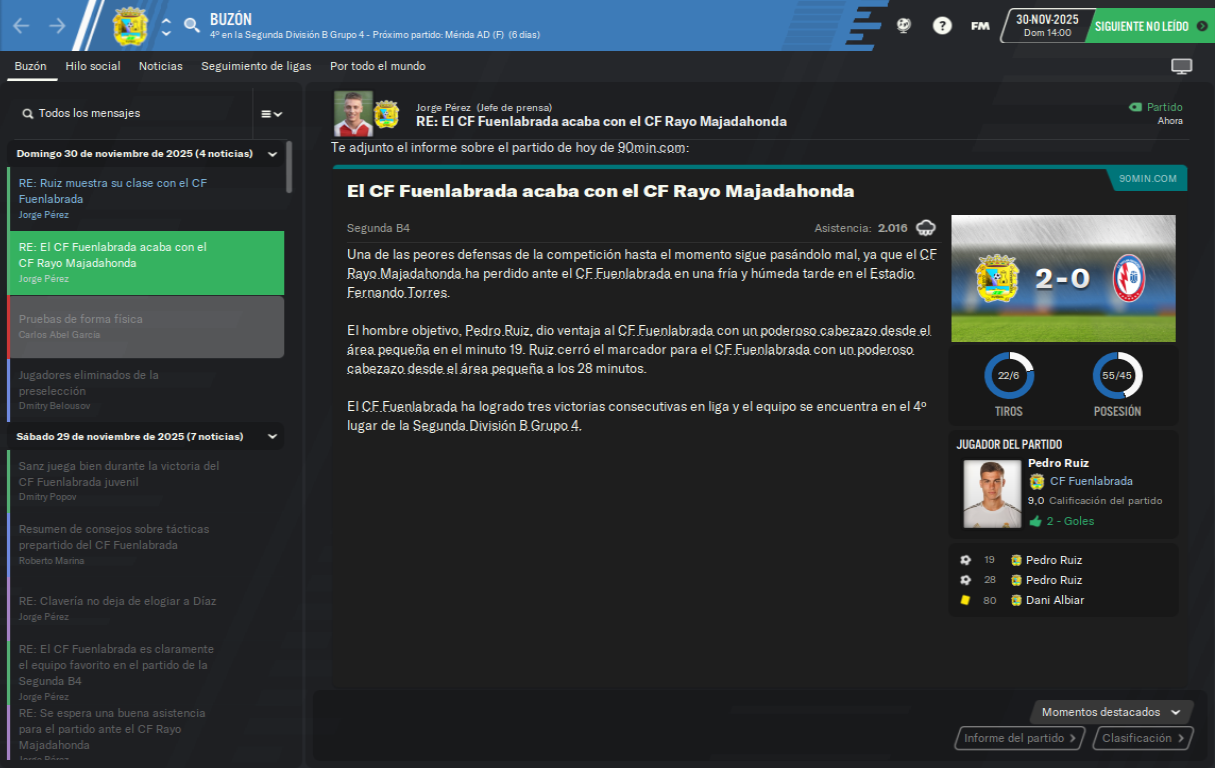 BUZÓN
4º en la Segunda División B Grupo 4 - Próximo partido: Mérida AD (F) (6 días)
?
FM
30-NOV-2025
Dom 14:00
SIGUIENTE NO LEÍDO
Buzón
Hilo social
Noticias
Seguimiento de ligas
Por todo el mundo
Todos los mensajes
Domingo 30 de noviembre de 2025 (4 noticias)
RE: Ruiz muestra su clase con el CF
Fuenlabrada
Jorge Pérez
RE: El CF Fuenlabrada acaba con el
CF Rayo Majadahonda
Jorge Pérez
Pruebas de forma física
Carlos Abel García
Jugadores eliminados de la
preselección
Dmitry Belousov
Sábado 29 de noviembre de 2025 (7 noticias)
Sanz juega bien durante la victoria del
CF Fuenlabrada juvenil
Dmitry Popov
Resumen de consejos sobre tácticas
prepartido del CF Fuenlabrada
Roberto Marina
RE: Clavería no deja de elogiar a Díaz
Jorge Pérez
RE: El CF Fuenlabrada es claramente
el equipo favorito en el partido de la
Segunda B4
Jorge Pérez
RE: Se espera una buena asistencia
para el partido ante el CF Rayo
Majadahonda
Jorge Pérez
Jorge Pérez (Jefe de prensa)
RE: El CF Fuenlabrada acaba con el CF Rayo Majadahonda
Partido
Ahora
Te adjunto el informe sobre el partido de hoy de 90min.com:
El CF Fuenlabrada acaba con el CF Rayo Majadahonda
90MIN.COM
Segunda B4
Asistencia: 2.016
Una de las peores defensas de la competición hasta el momento sigue pasándolo mal, ya que el CF
Rayo Majadahonda ha perdido ante el CF Fuenlabrada en una fría y húmeda tarde en el Estadio
Fernando Torres.
El hombre objetivo, Pedro Ruiz, dio ventaja al CF Fuenlabrada con un poderoso cabezazo desde el
área pequeña en el minuto 19. Ruiz cerró el marcador para el CF Fuenlabrada con un poderoso
cabezazo desde el área pequeña a los 28 minutos.
El CF Fuenlabrada ha logrado tres victorias consecutivas en liga y el equipo se encuentra en el 4º
lugar de la Segunda División B Grupo 4.
2-0
22/6
TIROS
55/45
POSESIÓN
JUGADOR DEL PARTIDO
Pedro Ruiz
CF Fuenlabrada
9,0 Calificación del partido
2 - Goles
19 Pedro Ruiz
28 Pedro Ruiz
80 Dani Albiar
Momentos destacados
Informe del partido
Clasificación